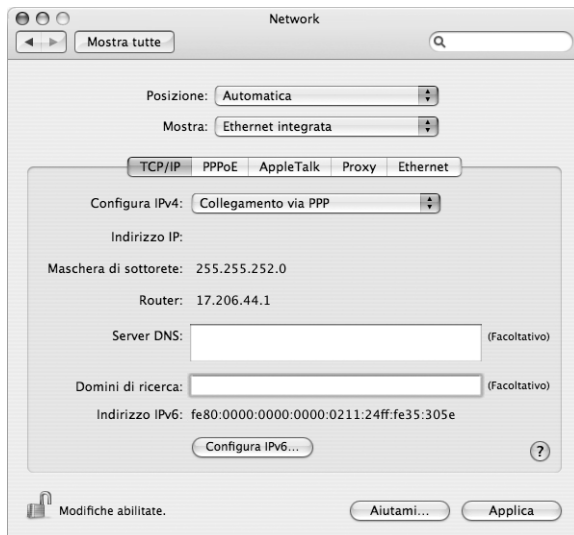 Network
Mostra tutte
Posizione: Automatica
Mostra: Ethernet integrata
TCP/IP PPPoE AppleTalk Proxy Ethernet
Configura IPv4: Collegamento via PPP
Indirizzo IP:
Maschera di sottorete: 255.255.252.0
Router: 17.206.44.1
Server DNS: (Facoltativo)
Domini di ricerca: (Facoltativo)
Indirizzo IPv6: fe80:0000:0000:0000:0211:24ff:fe35:305e
Configura IPv6...
?
Modifiche abilitate. Aiutami... Applica